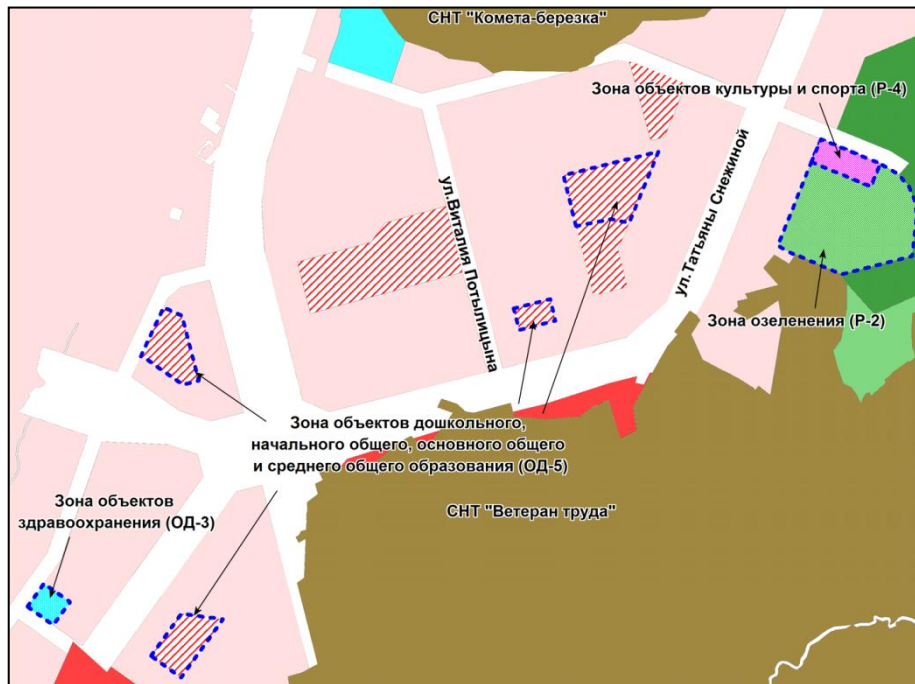 СНТ "Комета-березка"
Зона объектов культуры и спорта (Р-4)
ул.Виталия Потылицына
ул.Татьяны Снежиной
Зона озеленения (Р-2)
Зона объектов дошкольного,
начального общего, основного общего
и среднего общего образования (ОД-5)
Зона объектов
здравоохранения (ОД-3)
СНТ "Ветеран труда"